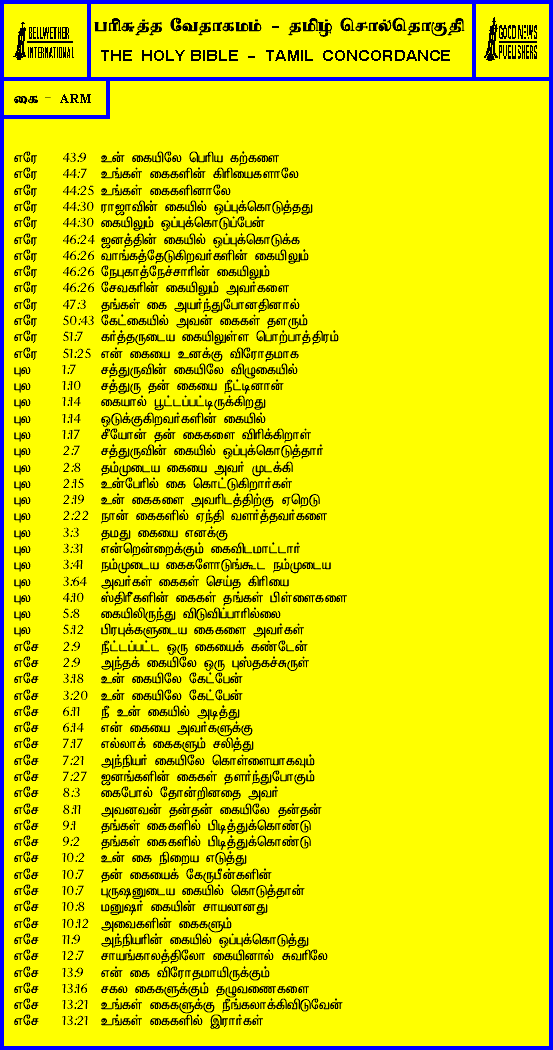 BELLWETHER
INTERNATIONAL
பரிசுத்த வேதாகமம் - தமிழ் சொல்தொகுதி
THE HOLY BIBLE - TAMIL CONCORDANCE
GOOD NEWS
PUBLISHERS
கை - ARM
எரே 43:9 உன் கையிலே பெரிய கற்களை
எரே 44:7 உங்கள் கைகளின் கிரியைகளாலே
எரே 44:25 உங்கள் கைகளினாலே
எரே 44:30 ராஜாவின் கையில் ஒப்புக்கொடுத்தது
எரே 44:30 கையிலும் ஒப்புக்கொடுப்பேன்
எரே 46:24 ஜனத்தின் கையில் ஒப்புக்கொடுக்க
எரே 46:26 வாங்கத்தேடுகிறவர்களின் கையிலும்
எரே 46:26 நேபுகாத்நேச்சாரின் கையிலும்
எரே 46:26 சேவகரின் கையிலும் அவர்களை
எரே 47:3 தங்கள் கை அயர்ந்துபோனதினால்
எரே 50:43 கேட்கையில் அவன் கைகள் தளரும்
எரே 51:7 கர்த்தருடைய கையிலுள்ள பொற்பாத்திரம்
எரே 51:25 என் கையை உனக்கு விரோதமாக
புல 1:7 சத்துருவின் கையிலே விழுகையில்
புல 1:10 சத்துரு தன் கையை நீட்டினான்
புல 1:14 கையால் பூட்டப்பட்டிருக்கிறது
புல 1:14 ஒடுக்குகிறவர்களின் கையில்
புல 1:17 சீயோன் தன் கைகளை விரிக்கிறாள்
புல 2:7 சத்துருவின் கையில் ஒப்புக்கொடுத்தார்
புல 2:8 தம்முடைய கையை அவர் முடக்கி
புல 2:15 உன்பேரில் கை கொட்டுகிறார்கள்
புல 2:19 உன் கைகளை அவரிடத்திற்கு ஏறெடு
புல 2:22 நான் கைகளில் ஏந்தி வளர்த்தவர்களை
புல 3:3 தமது கையை எனக்கு
புல 3:31 என்றென்றைக்கும் கைவிடமாட்டார்
புல 3:41 நம்முடைய கைகளோடுங்கூட நம்முடைய
புல 3:64 அவர்கள் கைகள் செய்த கிரியை
புல 4:10 ஸ்திரீகளின் கைகள் தங்கள் பிள்ளைகளை
புல 5:8 கையிலிருந்து விடுவிப்பாரில்லை
புல 5:12 பிரபுக்களுடைய கைகளை அவர்கள்
எசே 2:9 நீட்டப்பட்ட ஒரு கையைக் கண்டேன்
எசே 2:9 அந்தக் கையிலே ஒரு புஸ்தகச்சுருள்
எசே 3:18 உன் கையிலே கேட்பேன்
எசே 3:20 உன் கையிலே கேட்பேன்
எசே 6:11 நீ உன் கையில் அடித்து
எசே 6:14 என் கையை அவர்களுக்கு
எசே 7:17 எல்லாக் கைகளும் சலித்து
எசே 7:21 அந்நியர் கையிலே கொள்ளையாகவும்
எசே 7:27 ஜனங்களின் கைகள் தளர்ந்துபோகும்
எசே 8:3 கைபோல் தோன்றினதை அவர்
எசே 8:11 அவனவன் தன்தன் கையிலே தன்தன்
எசே 9:1 தங்கள் கைகளில் பிடித்துக்கொண்டு
எசே 9:2 தங்கள் கைகளில் பிடித்துக்கொண்டு
எசே 10:2 உன் கை நிறைய எடுத்து
எசே 10:7 தன் கையைக் கேருபீன்களின்
எசே 10:7 புருஷனுடைய கையில் கொடுத்தான்
எசே 10:8 மனுஷர் கையின் சாயலானது
எசே 10:12 அவைகளின் கைகளும்
எசே 11:9 அந்நியரின் கையில் ஒப்புக்கொடுத்து
எசே 12:7 சாயங்காலத்திலோ கையினால் சுவரிலே
எசே 13:9 என் கை விரோதமாயிருக்கும்
எசே 13:16 சகல கைகளுக்கும் தழுவணைகளை
எசே 13:21 உங்கள் கைகளுக்கு நீங்கலாக்கிவிடுவேன்
எசே 13:21 உங்கள் கைகளில் இரார்கள்